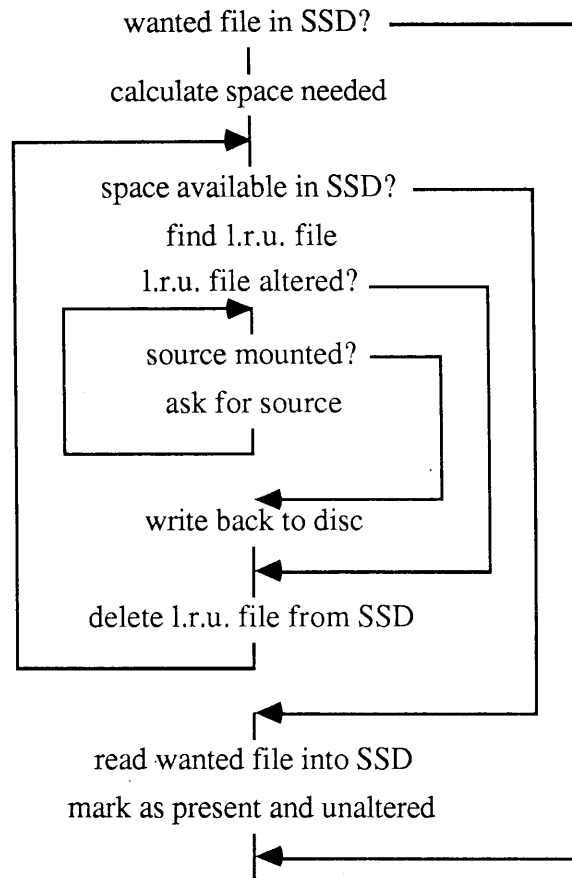 wanted file in SSD?
calculate space needed
space available in SSD?
find l.r.u. file
l.r.u. file altered?
source mounted?
ask for source
write back to disc
delete l.r.u. file from SSD
read wanted file into SSD
mark as present and unaltered